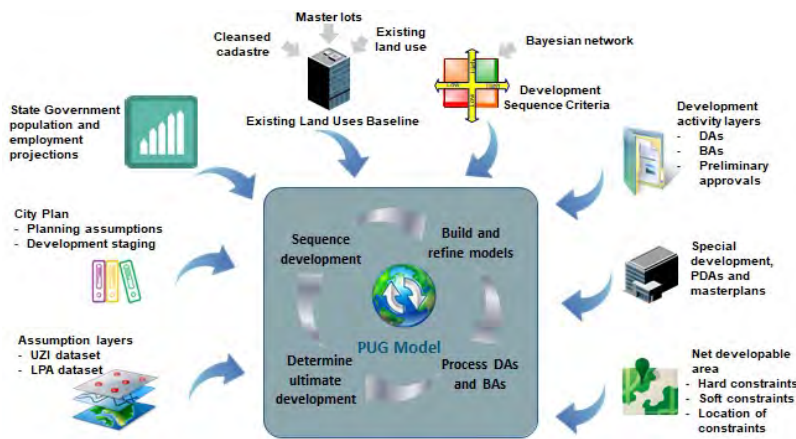 Master lots
Cleansed
cadastre
Existing
land use
Existing Land Uses Baseline
Bayesian network
Development
Sequence Criteria
State Government
population and
employment
projections
Development
activity layers
- DAs
- BAs
- Preliminary
approvals
City Plan
- Planning assumptions
- Development staging
Special
development,
PDAs and
masterplans
Assumption layers
- UZI dataset
- LPA dataset
Net developable
area
- Hard constraints
- Soft constraints
- Location of
constraints
Sequence
development
Build and
refine models
PUG Model
Determine
ultimate
development
Process DAs
and BAs